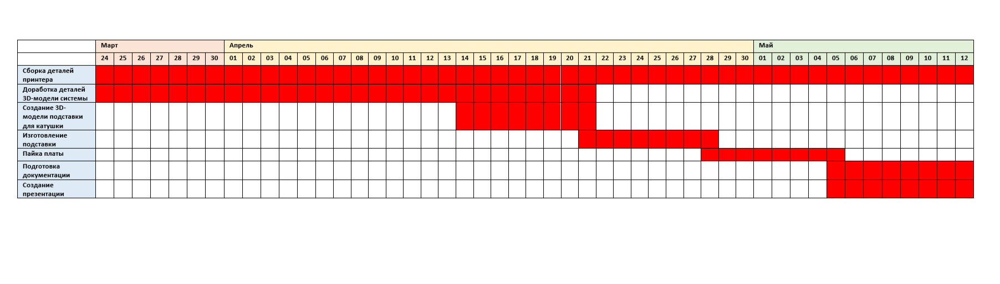 Март Апрель Май
24 25 26 27 28 29 30 01 02 03 04 05 06 07 08 09 10 11 12 13 14 15 16 17 18 19 20 21 22 23 24 25 26 27 28 29 30 01 02 03 04 05 06 07 08 09 10 11 12
Сборка деталей
принтера
Доработка деталей
3D-модели системы
Создание 3D-
модели подставки
для катушки
Изготовление
подставки
Пайка платы
Подготовка
документации
Создание
презентации